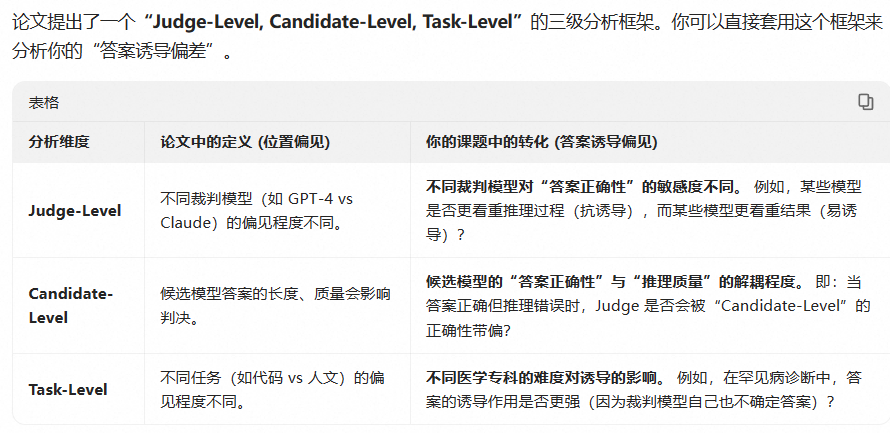 论文提出了一个“Judge-Level, Candidate-Level, Task-Level”的三级分析框架。你可以直接套用这个框架来
分析你的“答案诱导偏差”。
表格
分析维度
论文中的定义 (位置偏见)
你的课题中的转化 (答案诱导偏见)
Judge-Level
不同裁判模型（如 GPT-4 vs
Claude）的偏见程度不同。
不同裁判模型对“答案正确性”的敏感度不同。 例如，某些模型
是否更看重推理过程（抗诱导），而某些模型更看重结果（易诱
导）？
Candidate-
Level
候选模型答案的长度、质量会影响
判决。
候选模型的“答案正确性”与“推理质量”的解耦程度。 即：当
答案正确但推理错误时，Judge 是否会被“Candidate-Level”的
正确性带偏？
Task-Level
不同任务（如代码 vs 人文）的偏
见程度不同。
不同医学专科的难度对诱导的影响。 例如，在罕见病诊断中，答
案的诱导作用是否更强（因为裁判模型自己也不确定答案）？